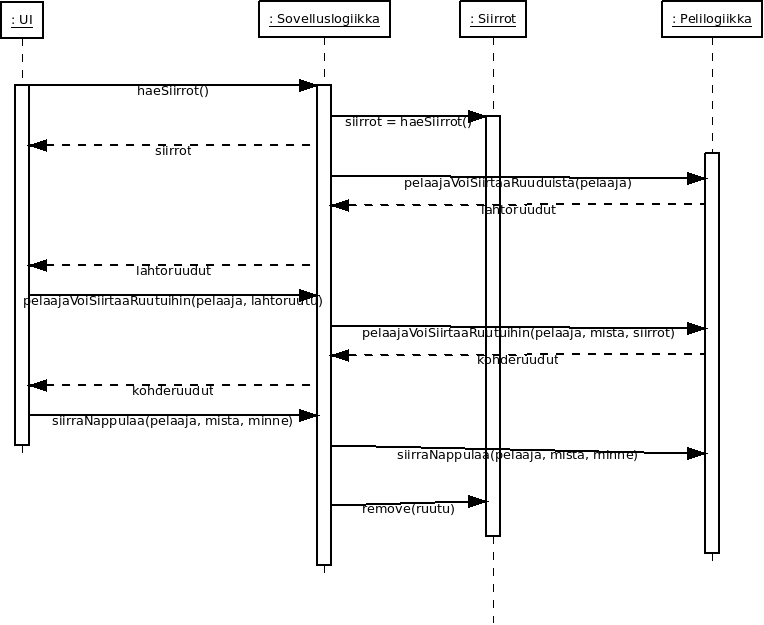 : UI
: Sovelluslogiikka
: Siirrot
: Pelilogiikka
haeSiirrot()
siirrot = haeSiirrot()
siirrot
pelaajaVoiSiirtaaRuuduista(pelaaja)
lahtoruudut
lahtoruudut
pelaajaVoiSiirtaaRuutuihin(pelaaja, lahtoruutu)
pelaajaVoiSiirtaaRuutuihin(pelaaja, mista, siirrot)
kohderuudut
kohderuudut
siirraNappulaa(pelaaja, mista, minne)
siirraNappulaa(pelaaja, mista, minne)
remove(ruutu)